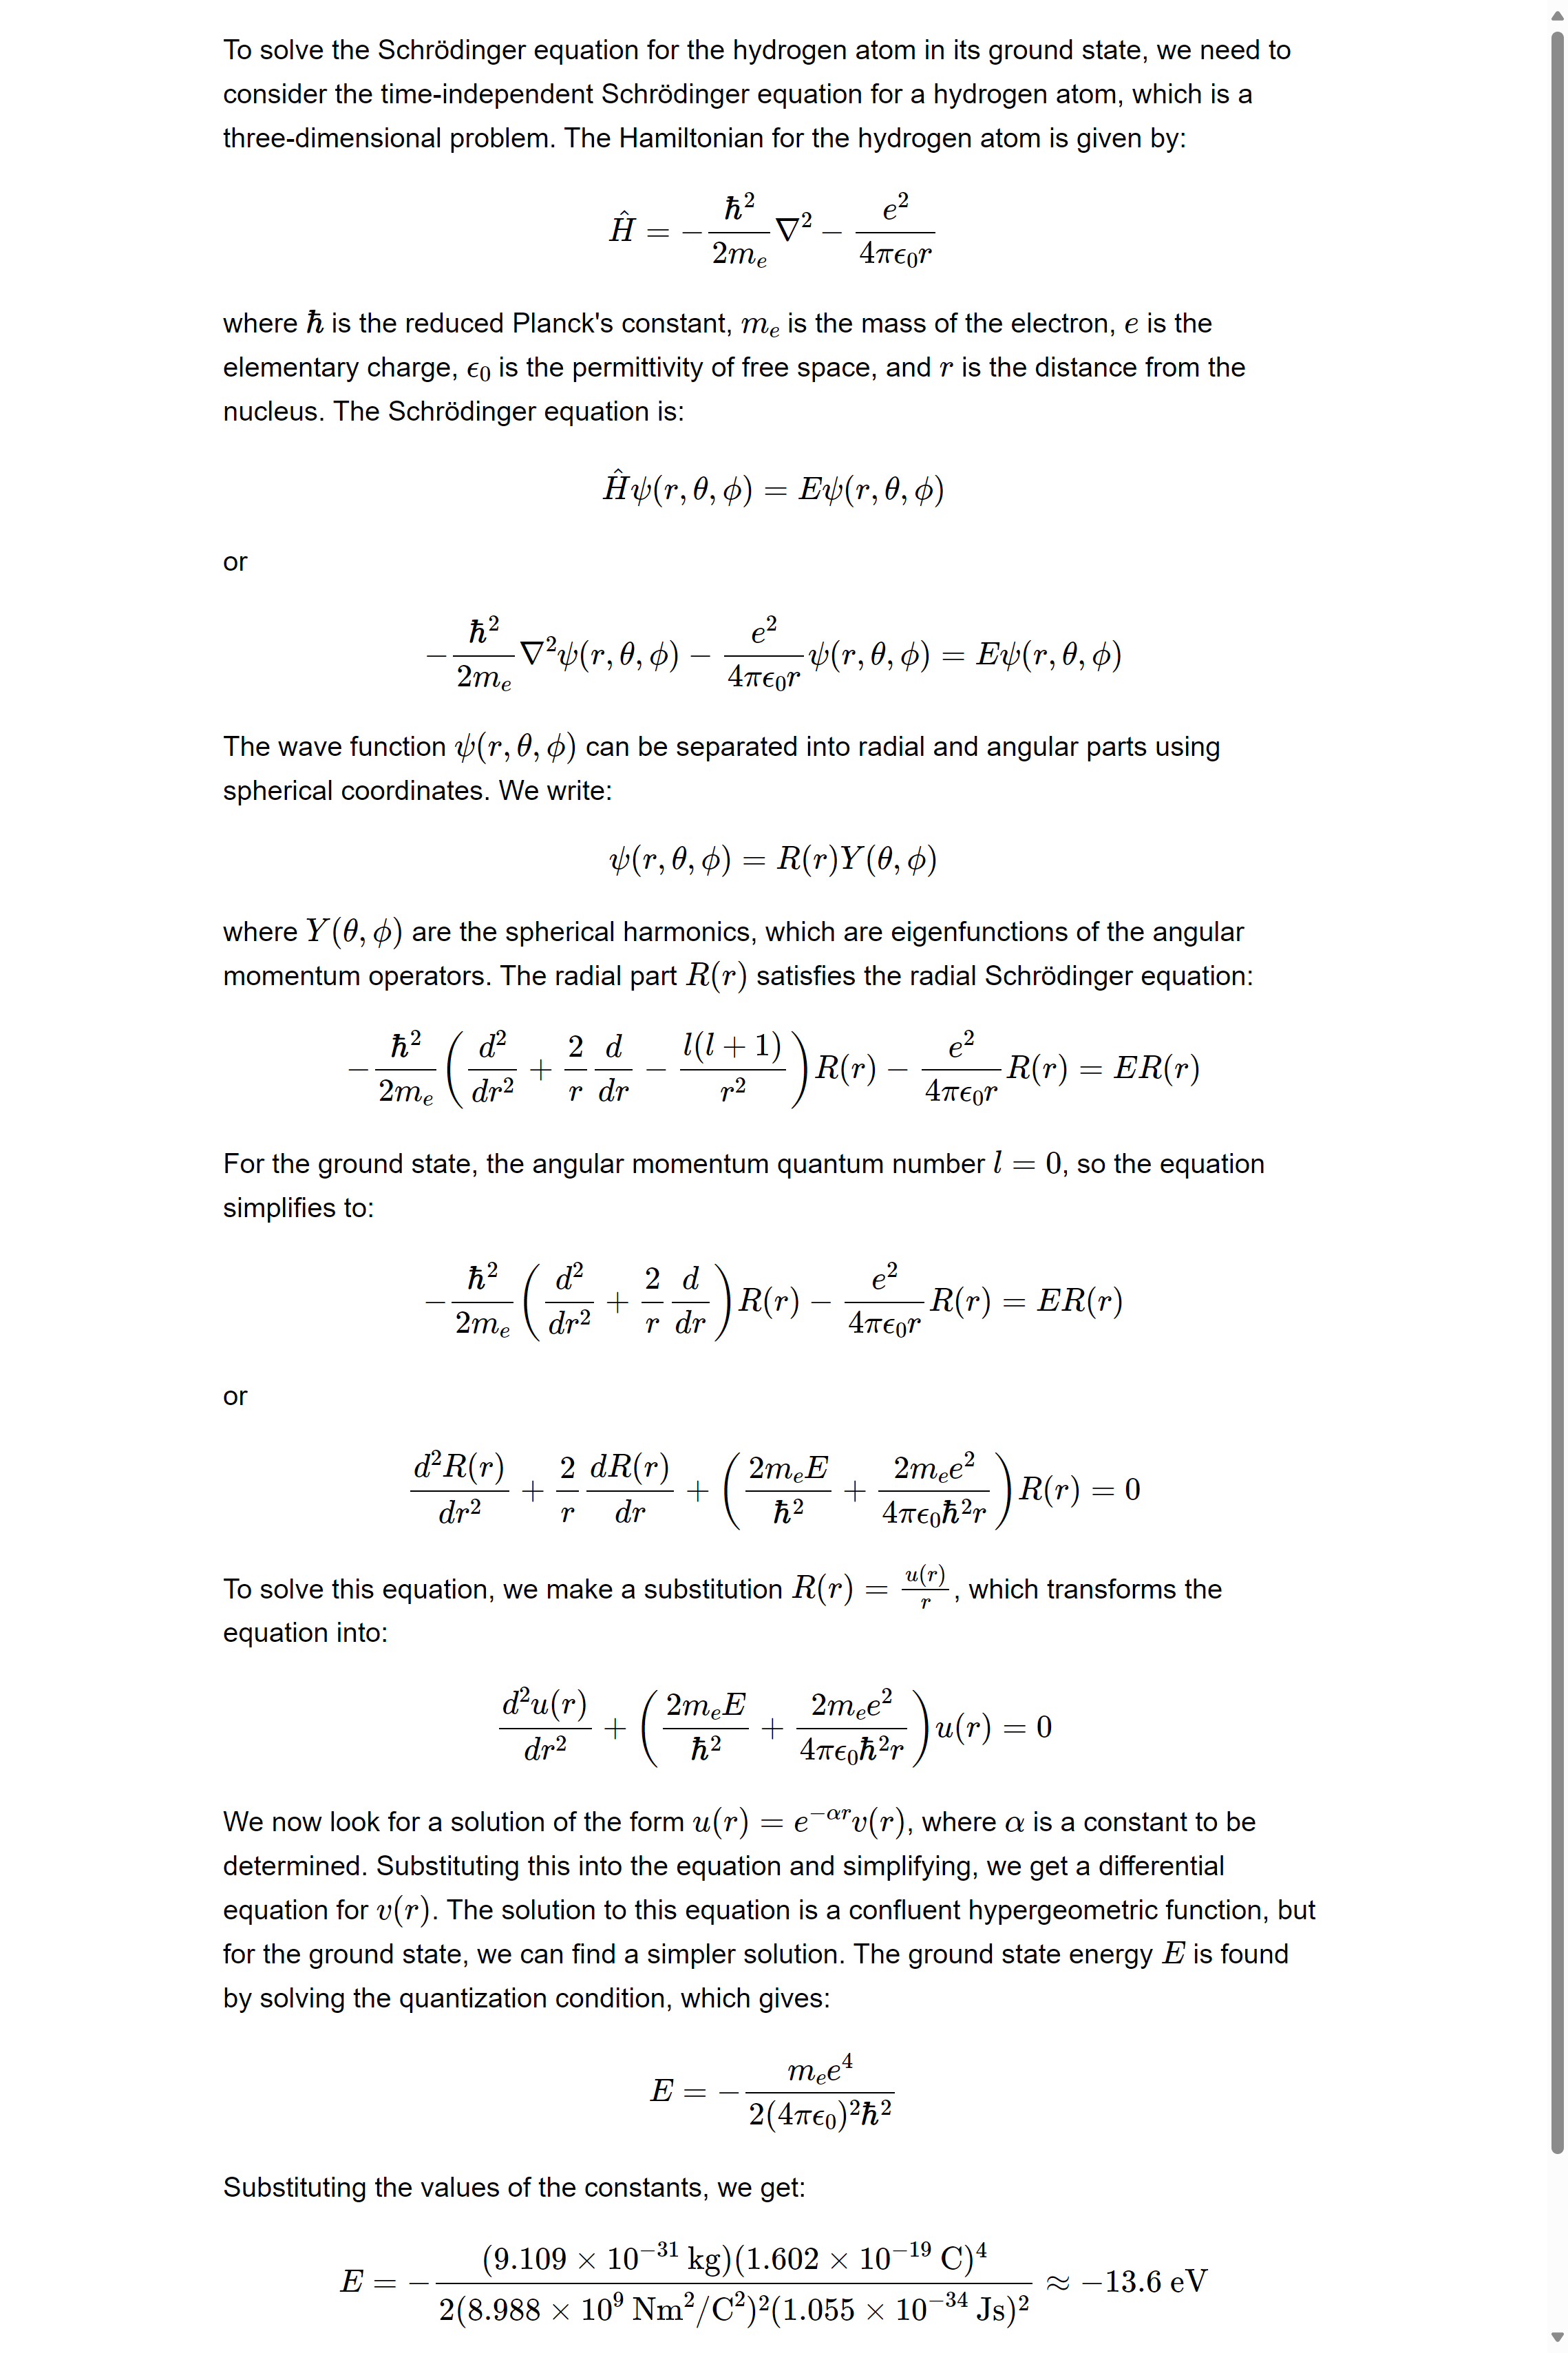 To solve the Schrödinger equation for the hydrogen atom in its ground state, we need to
consider the time-independent Schrödinger equation for a hydrogen atom, which is a
three-dimensional problem. The Hamiltonian for the hydrogen atom is given by:
$$\hat{H} = -\frac{\hbar^2}{2m_e}\nabla^2 - \frac{e^2}{4\pi\epsilon_0 r}$$
where $\hbar$ is the reduced Planck's constant, $m_e$ is the mass of the electron, $e$ is the
elementary charge, $\epsilon_0$ is the permittivity of free space, and $r$ is the distance from the
nucleus. The Schrödinger equation is:
$$\hat{H}\psi(r, \theta, \phi) = E\psi(r, \theta, \phi)$$
or
$$-\frac{\hbar^2}{2m_e}\nabla^2\psi(r, \theta, \phi) - \frac{e^2}{4\pi\epsilon_0 r}\psi(r, \theta, \phi) = E\psi(r, \theta, \phi)$$
The wave function $\psi(r, \theta, \phi)$ can be separated into radial and angular parts using
spherical coordinates. We write:
$$\psi(r, \theta, \phi) = R(r)Y(\theta, \phi)$$
where $Y(\theta, \phi)$ are the spherical harmonics, which are eigenfunctions of the angular
momentum operators. The radial part $R(r)$ satisfies the radial Schrödinger equation:
$$-\frac{\hbar^2}{2m_e}\left(\frac{d^2}{dr^2} + \frac{2}{r}\frac{d}{dr} - \frac{l(l+1)}{r^2}\right)R(r) - \frac{e^2}{4\pi\epsilon_0 r}R(r) = ER(r)$$
For the ground state, the angular momentum quantum number $l = 0$, so the equation
simplifies to:
$$-\frac{\hbar^2}{2m_e}\left(\frac{d^2}{dr^2} + \frac{2}{r}\frac{d}{dr}\right)R(r) - \frac{e^2}{4\pi\epsilon_0 r}R(r) = ER(r)$$
or
$$\frac{d^2R(r)}{dr^2} + \frac{2}{r}\frac{dR(r)}{dr} + \left(\frac{2m_eE}{\hbar^2} + \frac{2m_ee^2}{4\pi\epsilon_0\hbar^2r}\right)R(r) = 0$$
To solve this equation, we make a substitution $R(r) = \frac{u(r)}{r}$, which transforms the
equation into:
$$\frac{d^2u(r)}{dr^2} + \left(\frac{2m_eE}{\hbar^2} + \frac{2m_ee^2}{4\pi\epsilon_0\hbar^2r}\right)u(r) = 0$$
We now look for a solution of the form $u(r) = e^{-\alpha r}v(r)$, where $\alpha$ is a constant to be
determined. Substituting this into the equation and simplifying, we get a differential
equation for $v(r)$. The solution to this equation is a confluent hypergeometric function, but
for the ground state, we can find a simpler solution. The ground state energy $E$ is found
by solving the quantization condition, which gives:
$$E = -\frac{m_ee^4}{2(4\pi\epsilon_0)^2\hbar^2}$$
Substituting the values of the constants, we get:
$$E = -\frac{(9.109 \times 10^{-31}\text{ kg})(1.602 \times 10^{-19}\text{ C})^4}{2(8.988 \times 10^9\text{ Nm}^2/\text{C}^2)^2(1.055 \times 10^{-34}\text{ Js})^2} \approx -13.6\text{ eV}$$